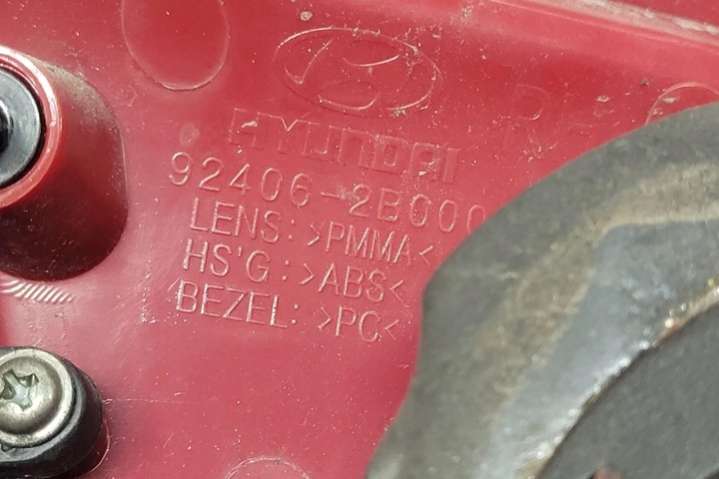 HYUNDAI
92406-2B000
LENS: >PMMA<
HS'G: >ABS<
BEZEL: >PC<